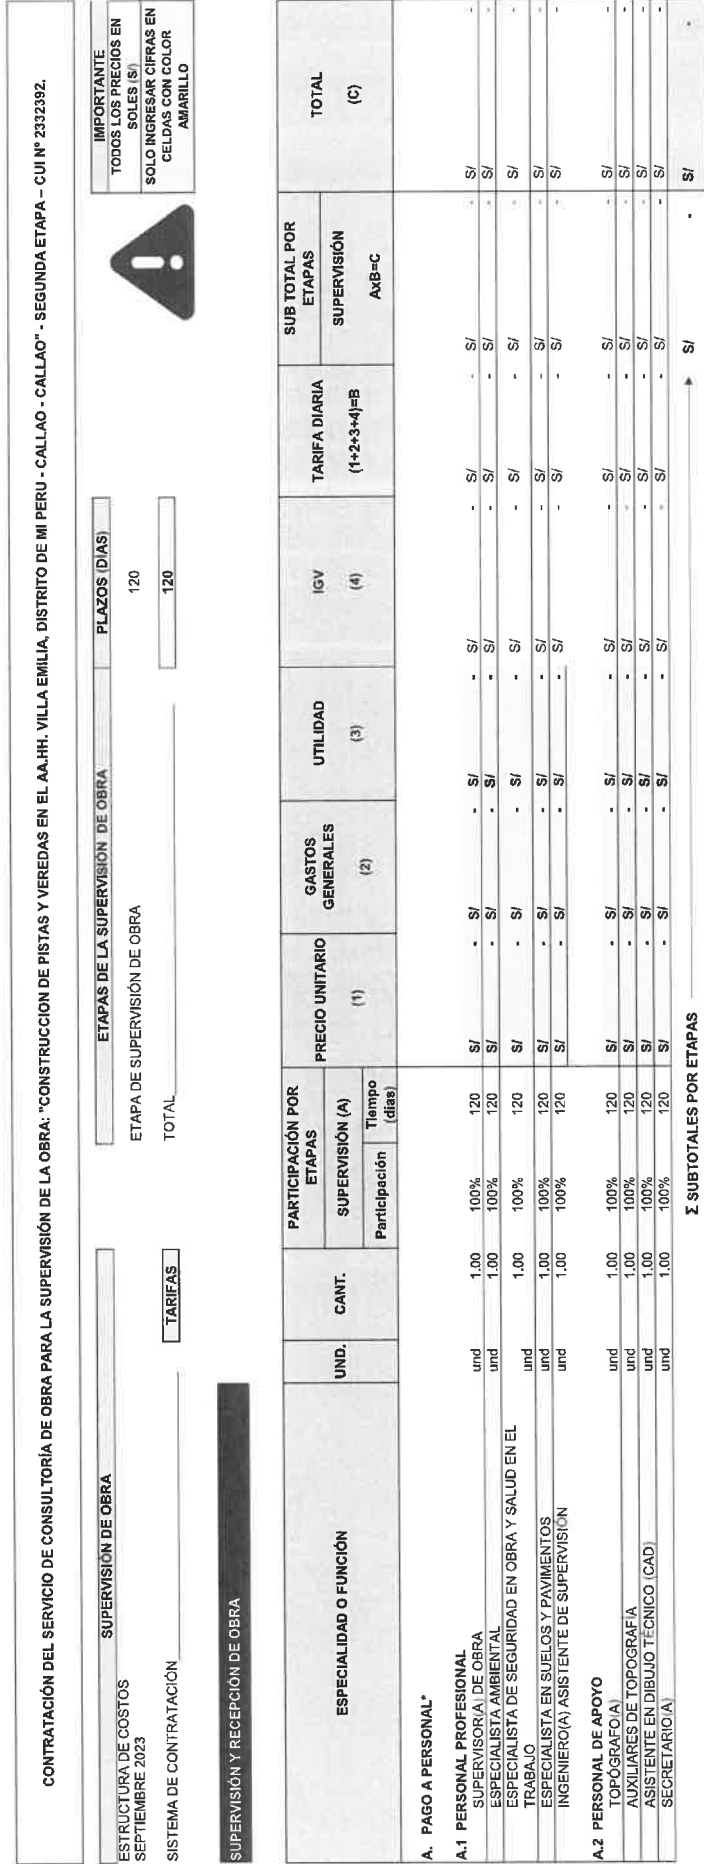 CONTRATACIÓN DEL SERVICIO DE CONSULTORÍA DE OBRA PARA LA SUPERVISIÓN DE LA OBRA: "CONSTRUCCION DE PISTAS Y VEREDAS EN EL AA.HH. VILLA EMILIA, DISTRITO DE MI PERU - CALLAO - CALLAO" - SEGUNDA ETAPA – CUI Nº 2332392.
SUPERVISIÓN DE OBRA
ESTRUCTURA DE COSTOS
SEPTIEMBRE 2023
SISTEMA DE CONTRATACIÓN TARIFAS
ETAPAS DE LA SUPERVISIÓN DE OBRA PLAZOS (DIAS)
ETAPA DE SUPERVISIÓN DE OBRA 120
TOTAL 120
IMPORTANTE
TODOS LOS PRECIOS EN
SOLES (S/)
SOLO INGRESAR CIFRAS EN
CELDAS CON COLOR
AMARILLO
SUPERVISIÓN Y RECEPCIÓN DE OBRA
ESPECIALIDAD O FUNCIÓN
UND.
CANT.
PARTICIPACIÓN POR
ETAPAS
SUPERVISIÓN (A)
Participación
Tiempo
(días)
PRECIO UNITARIO
(1)
GASTOS
GENERALES
(2)
UTILIDAD
(3)
IGV
(4)
TARIFA DIARIA
(1+2+3+4)=B
SUB TOTAL POR
ETAPAS
SUPERVISIÓN
AxB=C
TOTAL
(C)
A. PAGO A PERSONAL*
A.1 PERSONAL PROFESIONAL
SUPERVISOR(A) DE OBRA und 1.00 100% 120 S/ - S/ - S/ - S/ - S/ - S/ - S/ -
ESPECIALISTA AMBIENTAL und 1.00 100% 120 S/ - S/ - S/ - S/ - S/ - S/ - S/ -
ESPECIALISTA DE SEGURIDAD EN OBRA Y SALUD EN EL
TRABAJO und 1.00 100% 120 S/ - S/ - S/ - S/ - S/ - S/ - S/ -
ESPECIALISTA EN SUELOS Y PAVIMENTOS und 1.00 100% 120 S/ - S/ - S/ - S/ - S/ - S/ - S/ -
INGENIERO(A) ASISTENTE DE SUPERVISIÓN und 1.00 100% 120 S/ - S/ - S/ - S/ - S/ - S/ - S/ -
A.2 PERSONAL DE APOYO
TOPÓGRAFO(A) und 1.00 100% 120 S/ - S/ - S/ - S/ - S/ - S/ - S/ -
AUXILIARES DE TOPOGRAFIA und 1.00 100% 120 S/ - S/ - S/ - S/ - S/ - S/ - S/ -
ASISTENTE EN DIBUJO TECNICO (CAD) und 1.00 100% 120 S/ - S/ - S/ - S/ - S/ - S/ - S/ -
SECRETARIO(A) und 1.00 100% 120 S/ - S/ - S/ - S/ - S/ - S/ - S/ -
Σ SUBTOTALES POR ETAPAS S/ - S/ -